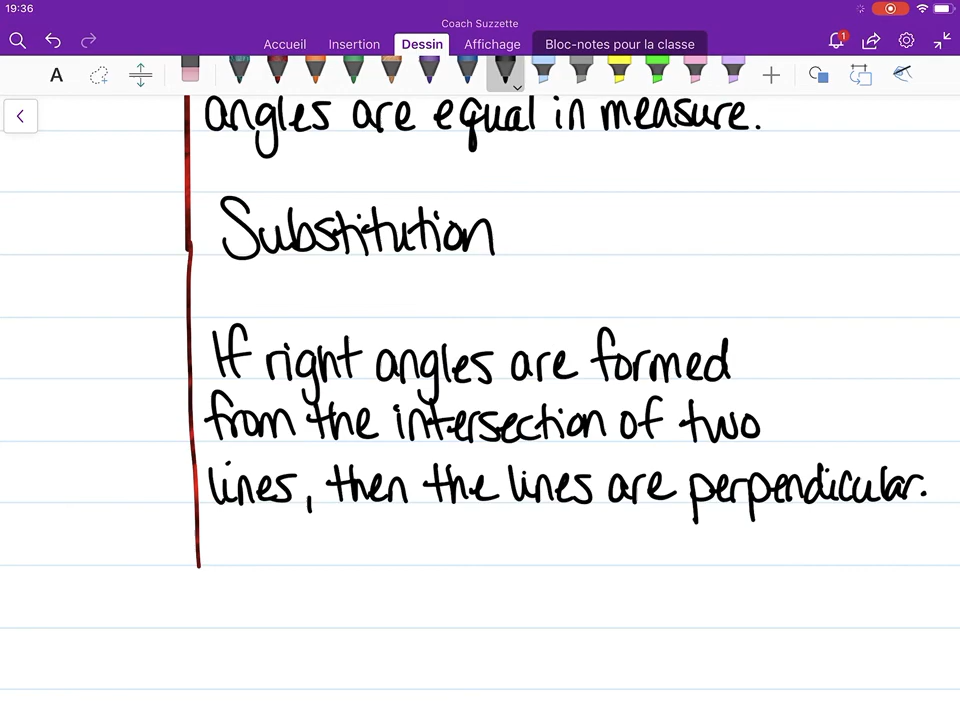 19:36
Coach Suzzette
Accueil Insertion Dessin Affichage Bloc-notes pour la classe
1
A
angles are equal in measure.
Substitution
If right angles are formed
from the intersection of two
lines, then the lines are perpendicular.